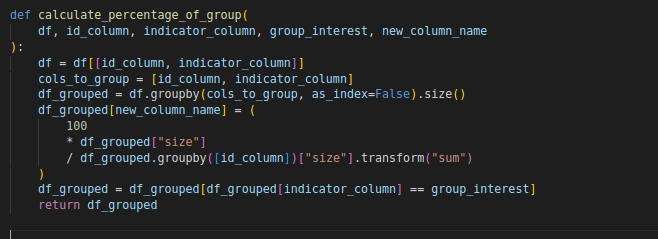 def calculate_percentage_of_group(
    df, id_column, indicator_column, group_interest, new_column_name
):
    df = df[[id_column, indicator_column]]
    cols_to_group = [id_column, indicator_column]
    df_grouped = df.groupby(cols_to_group, as_index=False).size()
    df_grouped[new_column_name] = (
        100
        * df_grouped["size"]
        / df_grouped.groupby([id_column])["size"].transform("sum")
    )
    df_grouped = df_grouped[df_grouped[indicator_column] == group_interest]
    return df_grouped